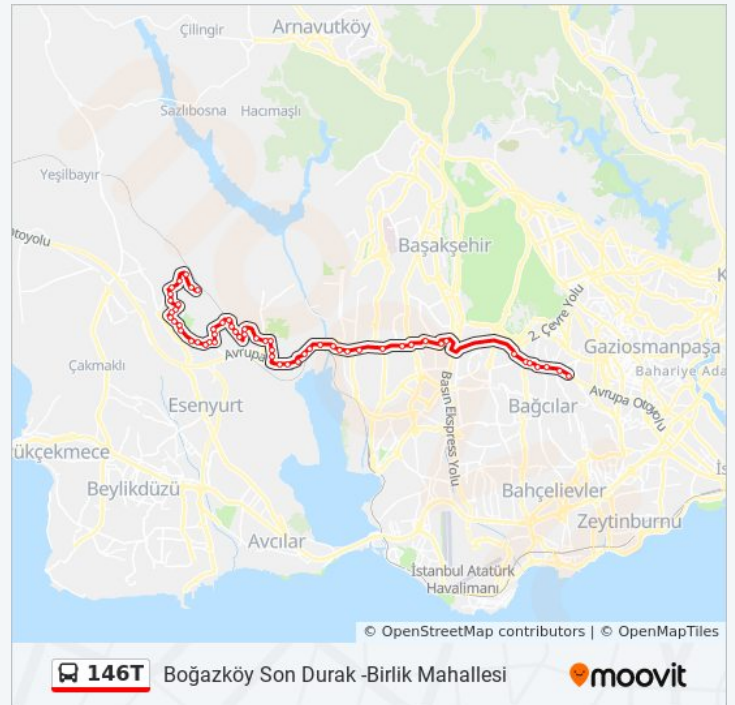 Çilingir
Arnavutköy
Sazlıbosna
Hacımaşlı
Yeşilbayır
otoyolu
Başakşehir
2. Çevre Yolu
Gaziosmanpaşa
Bahariye Ada
Avrupa
Çakmaklı
Esenyurt
Basın Ekspress Yolu
Bağcılar
Avrupa Otoyolu
ükçekmece
Beylikdüzü
Bahçelievler
Zeytinburnu
Avcılar
İstanbul Atatürk
Havalimanı
© OpenStreetMap contributors | © OpenMapTiles
146T Boğazköy Son Durak -Birlik Mahallesi
moovit